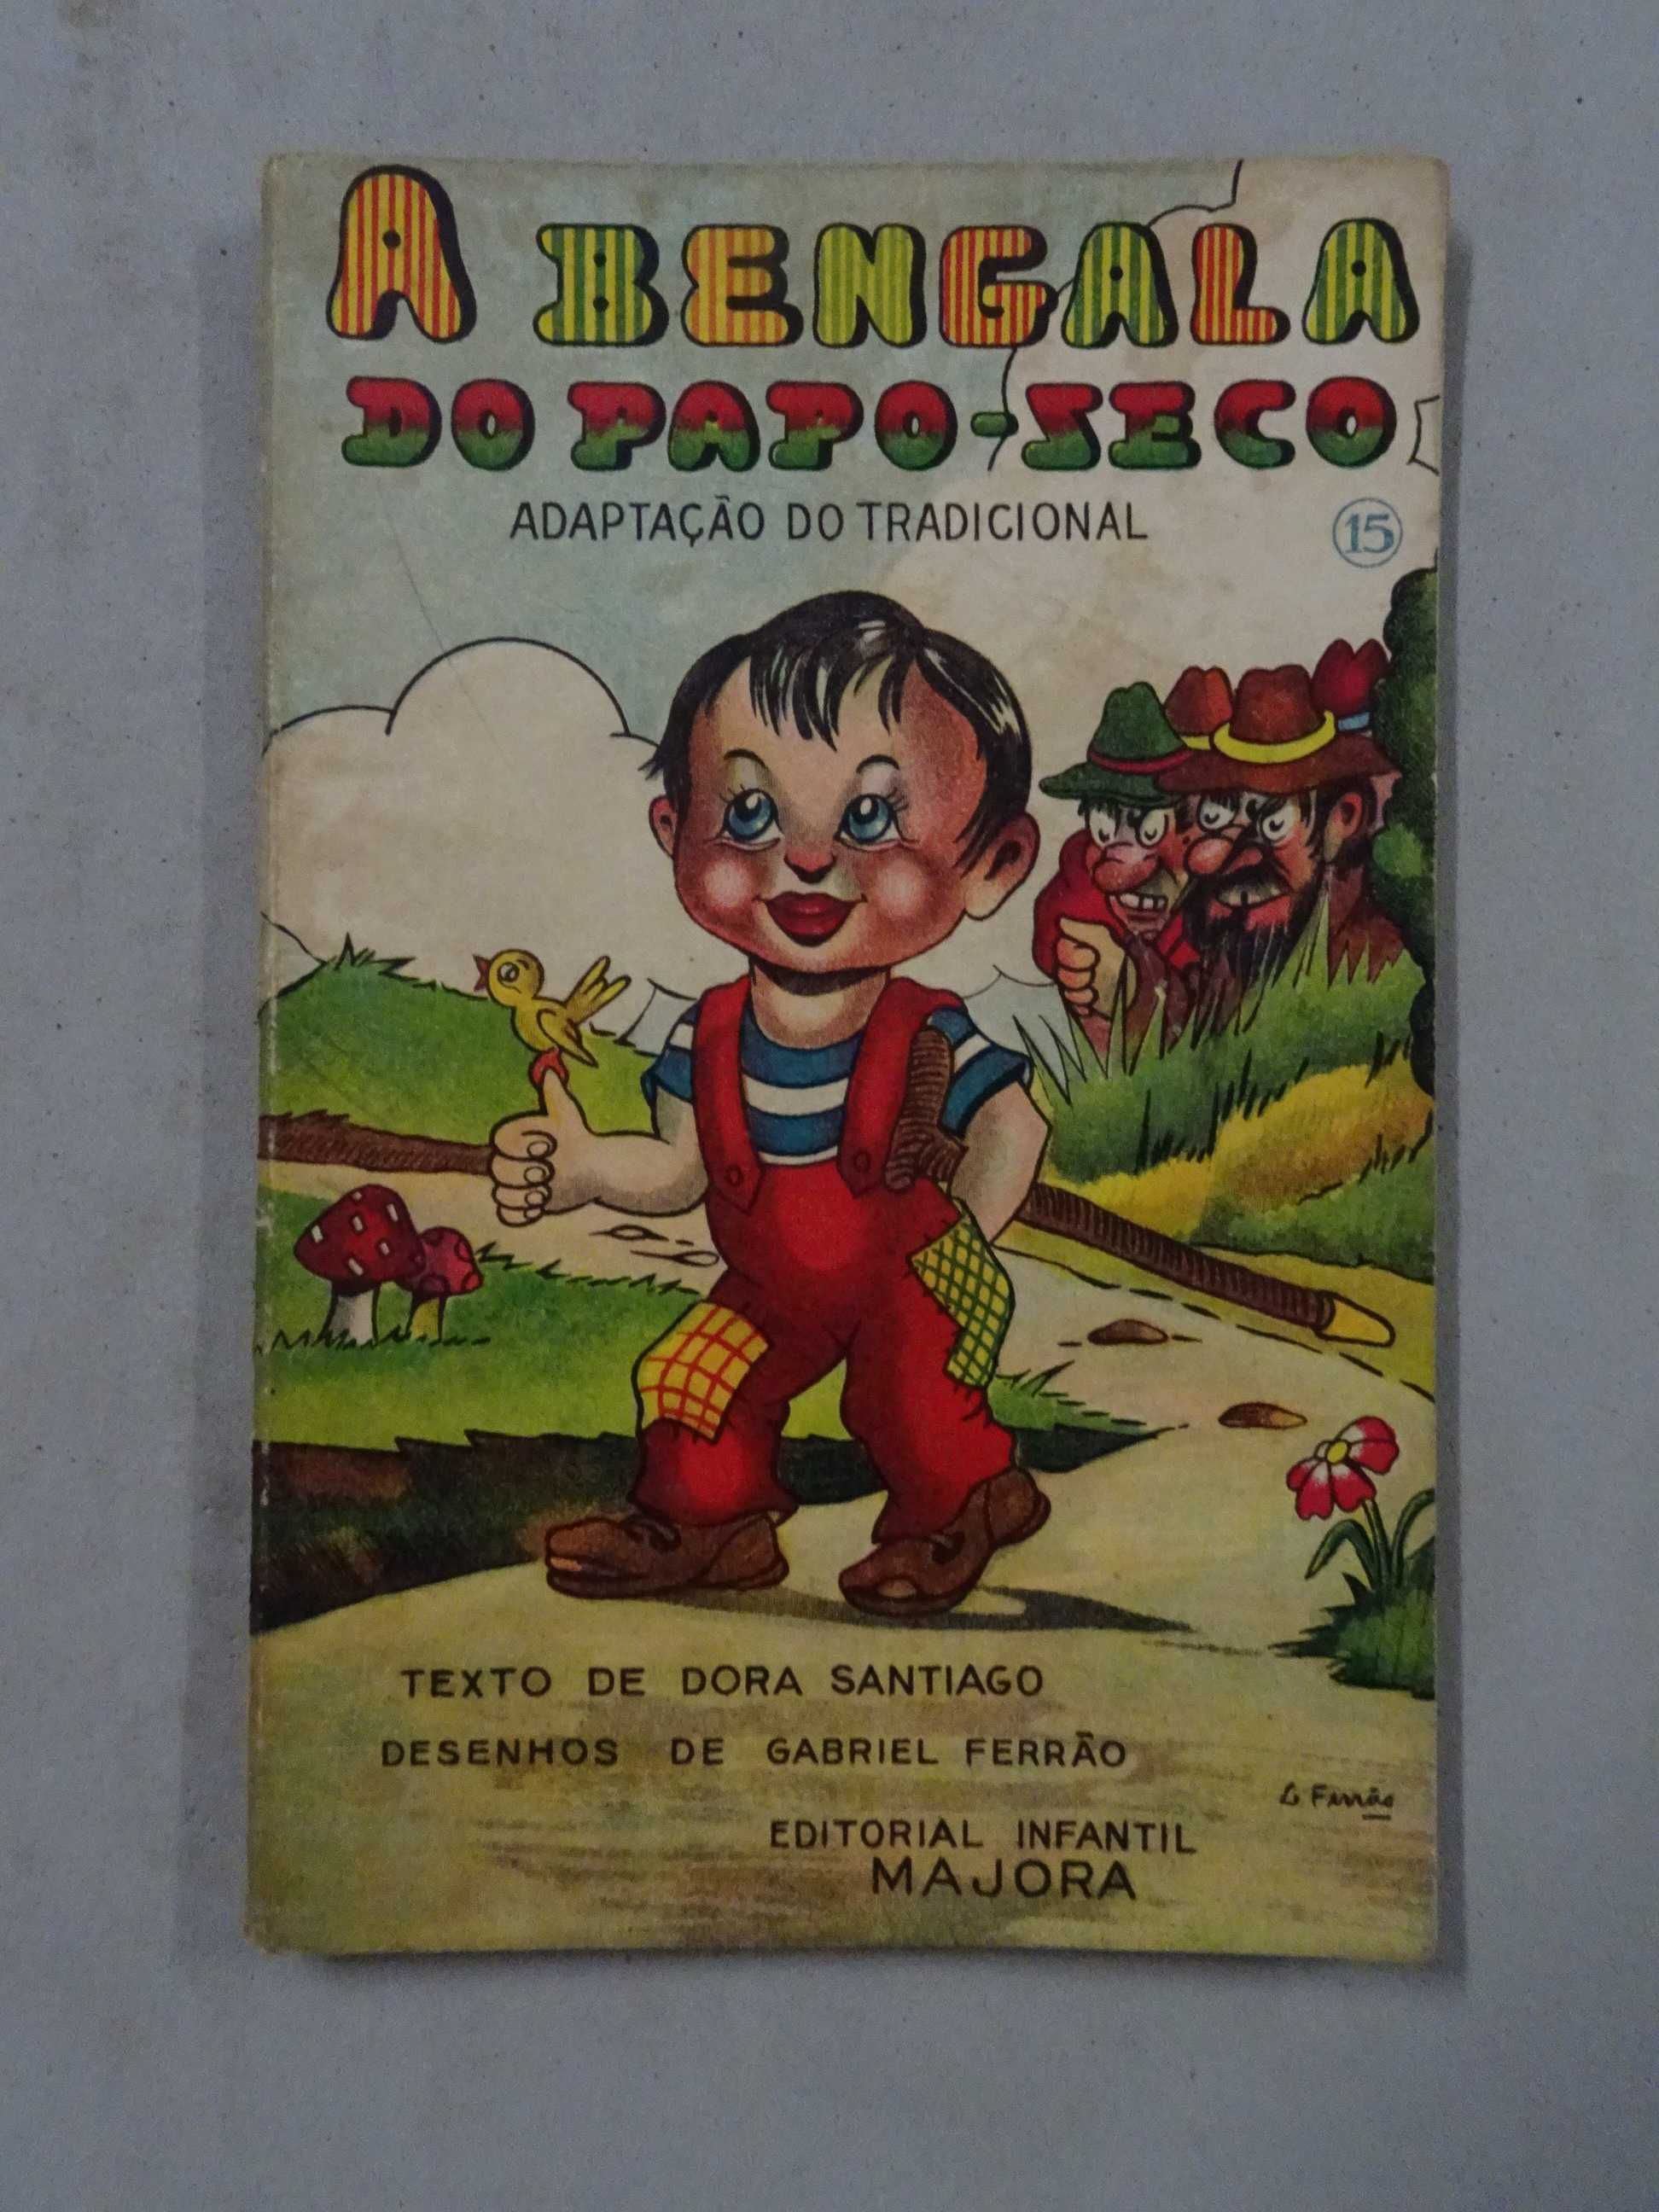 A BENGALA
DO PAPO-SECO
ADAPTAÇÃO DO TRADICIONAL
15
TEXTO DE DORA SANTIAGO
DESENHOS DE GABRIEL FERRÃO
G Ferrão
EDITORIAL INFANTIL
MAJORA